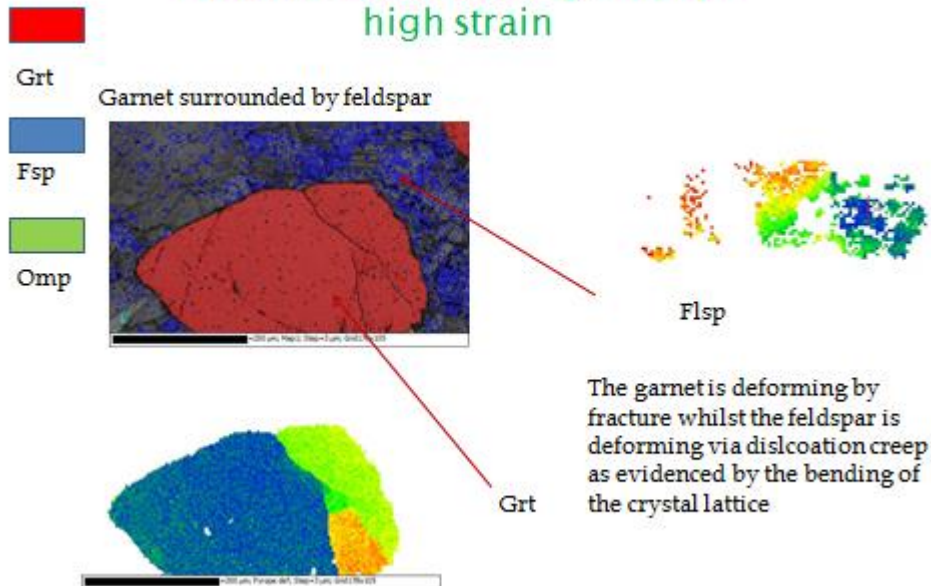 high strain
Grt
Garnet surrounded by feldspar
Fsp
Omp
Flsp
The garnet is deforming by
fracture whilst the feldspar is
deforming via dislcoation creep
as evidenced by the bending of
the crystal lattice
Grt